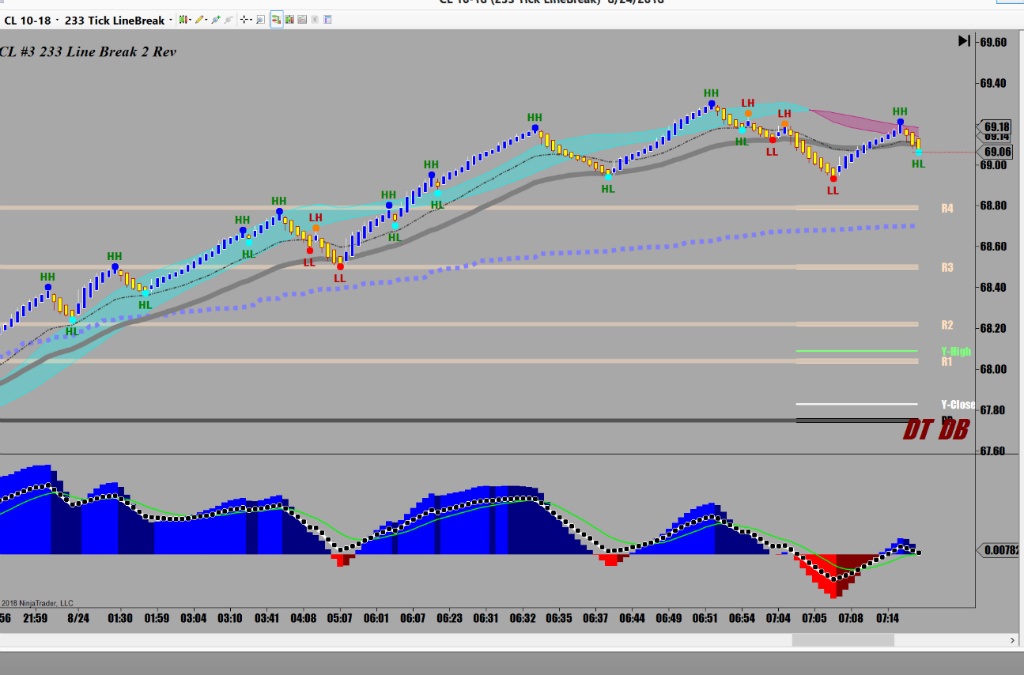 CL 10-18 (233 Tick LineBreak) 8/24/2018
CL 10-18 · 233 Tick LineBreak
CL #3 233 Line Break 2 Rev
69.60
69.40
69.18
69.14
69.06
69.00
68.80
68.60
68.40
68.20
68.00
67.80
67.60
HH
HL
HH
HL
HH
HL
HH
LH
LL
LL
HH
HL
HH
HL
HH
HL
HH
LH
HL
LH
LL
LL
HH
HL
R4
R3
R2
Y-High
R1
Y-Close
DT DB
0.00782
2018 NinjaTrader, LLC
56 21:59 8/24 01:30 01:59 03:04 03:10 03:41 04:08 05:07 06:01 06:07 06:23 06:31 06:35 06:37 06:44 06:49 06:51 06:54 07:04 07:05 07:08 07:14